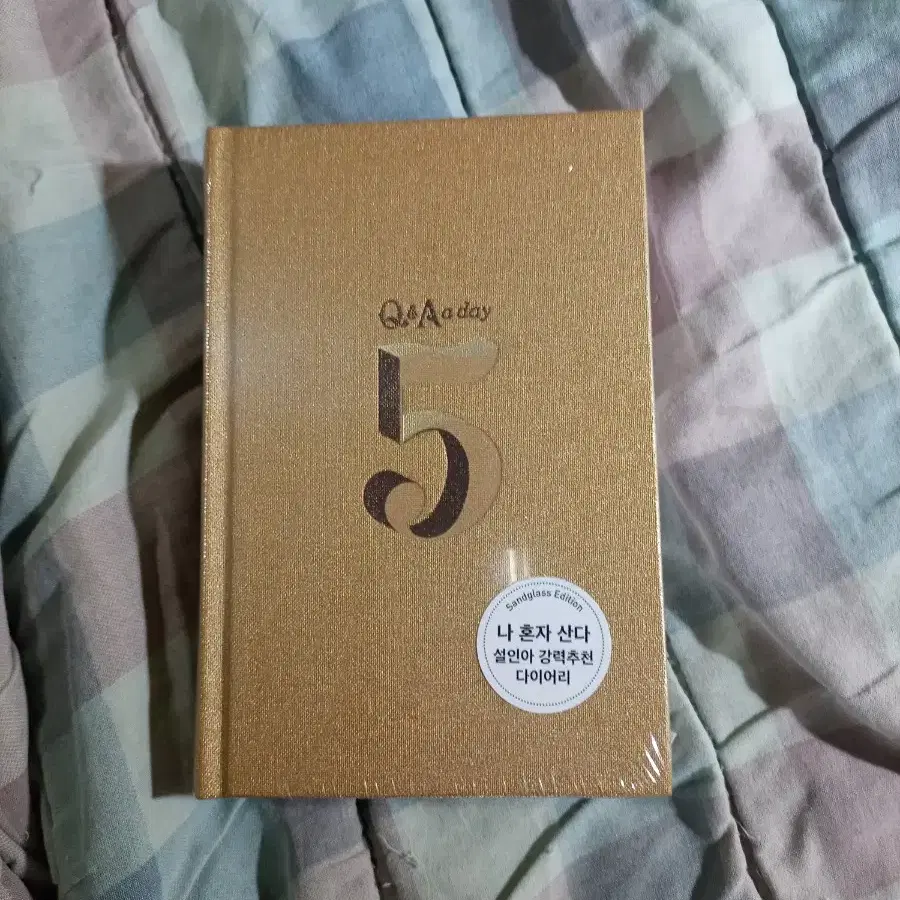 Q&A a day
5
Sandglass Edition
나 혼자 산다
설인아 강력추천
다이어리